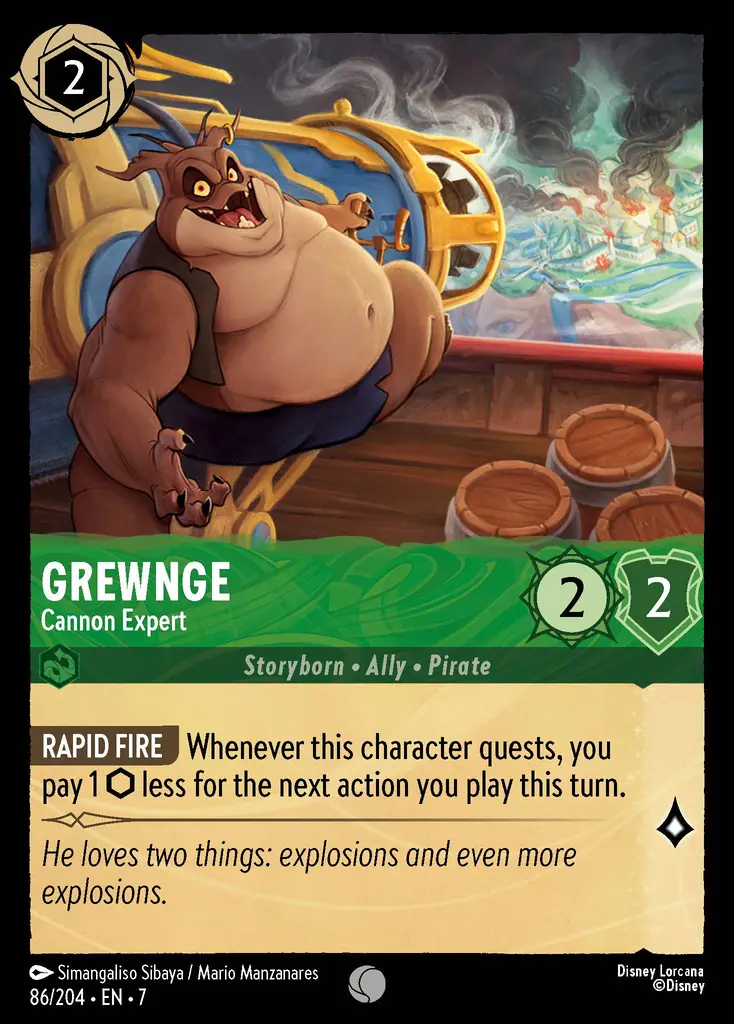 2
GREWNGE
Cannon Expert
2 2
Storyborn • Ally • Pirate
RAPID FIRE Whenever this character quests, you
pay 1 ⬡ less for the next action you play this turn.
He loves two things: explosions and even more
explosions.
Simangaliso Sibaya / Mario Manzanares
86/204 • EN • 7
Disney Lorcana
©Disney